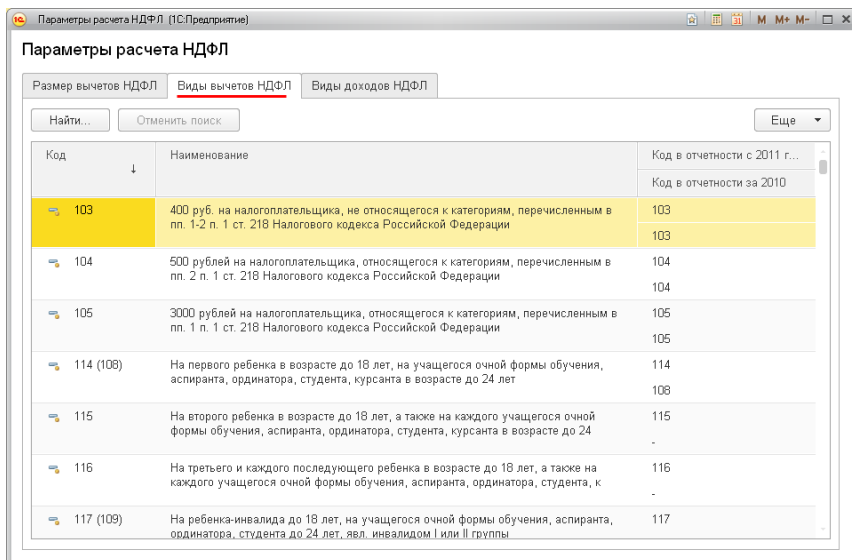 Параметры расчета НДФЛ (1С:Предприятие)
M M+ M-
Параметры расчета НДФЛ
Размер вычетов НДФЛ Виды вычетов НДФЛ Виды доходов НДФЛ
Найти... Отменить поиск Еще
Код Наименование Код в отчетности с 2011 г...
Код в отчетности за 2010
103 400 руб. на налогоплательщика, не относящегося к категориям, перечисленным в 103
пп. 1-2 п. 1 ст. 218 Налогового кодекса Российской Федерации 103
104 500 рублей на налогоплательщика, относящегося к категориям, перечисленным в 104
пп. 2 п. 1 ст. 218 Налогового кодекса Российской Федерации 104
105 3000 рублей на налогоплательщика, относящегося к категориям, перечисленным в 105
пп. 1 п. 1 ст. 218 Налогового кодекса Российской Федерации 105
114 (108) На первого ребенка в возрасте до 18 лет, на учащегося очной формы обучения, 114
аспиранта, ординатора, студента, курсанта в возрасте до 24 лет 108
115 На второго ребенка в возрасте до 18 лет, а также на каждого учащегося очной 115
формы обучения, аспиранта, ординатора, студента, курсанта в возрасте до 24 -
116 На третьего и каждого последующего ребенка в возрасте до 18 лет, а также на 116
каждого учащегося очной формы обучения, аспиранта, ординатора, студента, к -
117 (109) На ребенка-инвалида до 18 лет, на учащегося очной формы обучения, аспиранта, 117
ординатора, студента до 24 лет, явл. инвалидом I или II группы